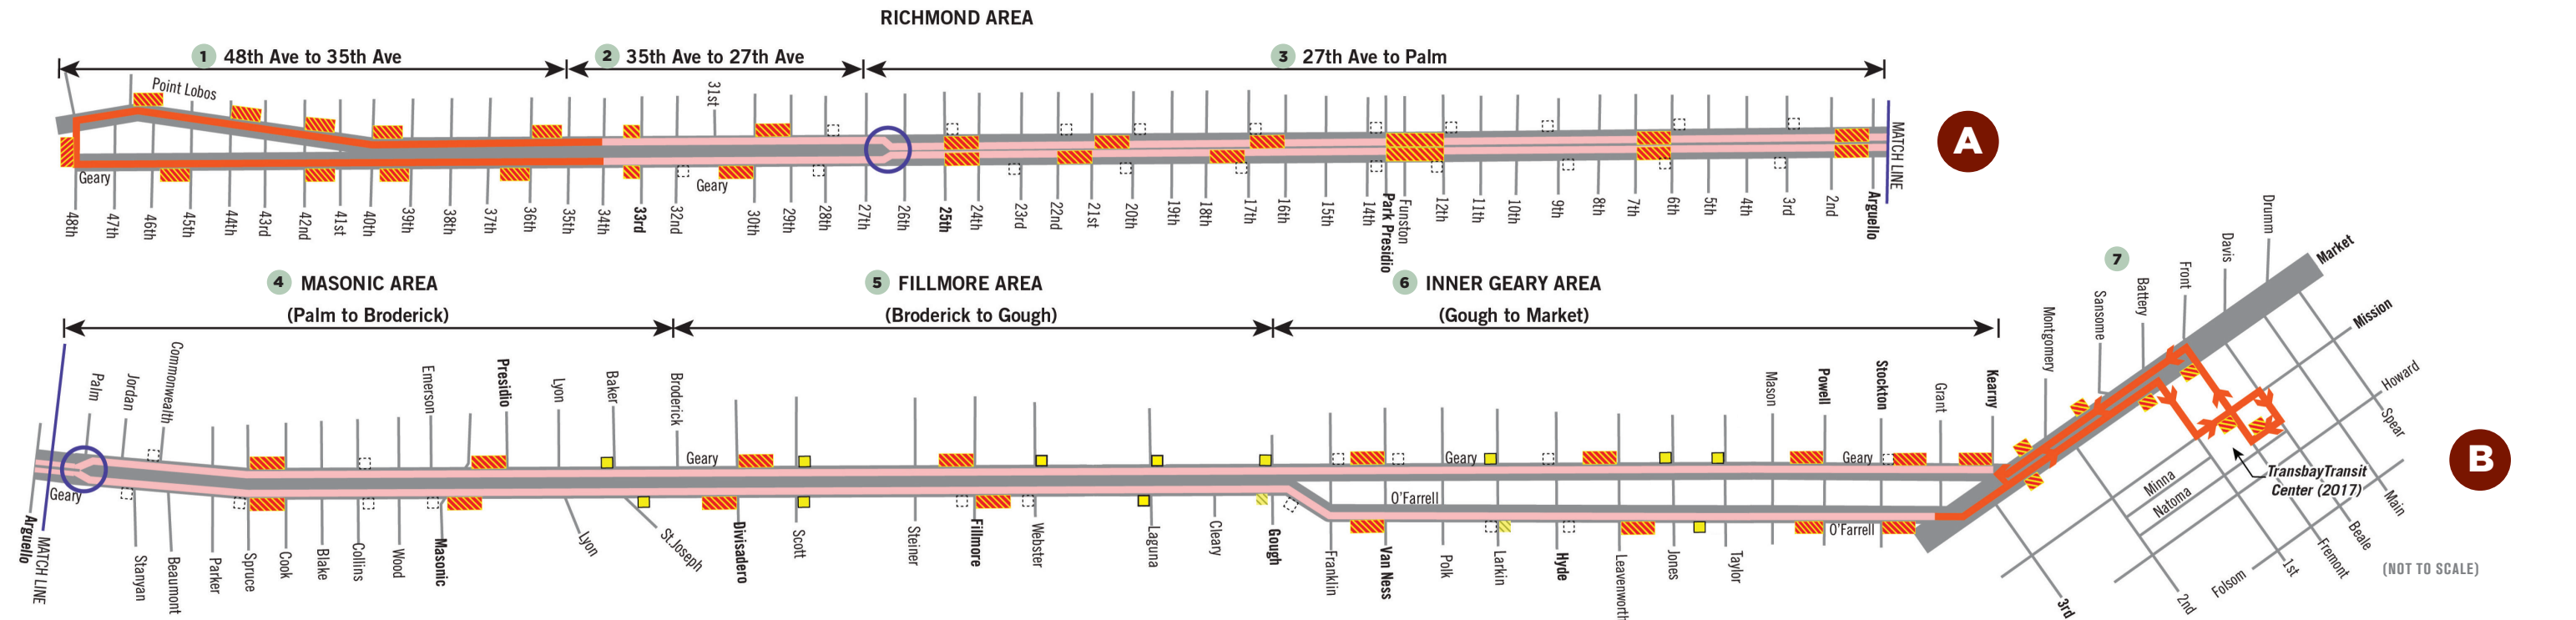 RICHMOND AREA
1 48th Ave to 35th Ave
2 35th Ave to 27th Ave
3 27th Ave to Palm
Point Lobos
31st
Geary
Geary
MATCH LINE
A
48th
47th
46th
45th
44th
43rd
42nd
41st
40th
39th
38th
37th
36th
35th
34th
33rd
32nd
30th
29th
28th
27th
26th
25th
24th
23rd
22nd
21st
20th
19th
18th
17th
16th
15th
14th
Park Presidio
Funston
12th
11th
10th
9th
8th
7th
6th
5th
4th
3rd
2nd
Arguello
4 MASONIC AREA
(Palm to Broderick)
5 FILLMORE AREA
(Broderick to Gough)
6 INNER GEARY AREA
(Gough to Market)
7
Palm
Jordan
Commonwealth
Emerson
Presidio
Lyon
Baker
Broderick
Mason
Powell
Stockton
Grant
Kearny
Montgomery
Sansome
Battery
Front
Davis
Drumm
Market
Mission
Howard
Spear
Main
Beale
Fremont
1st
Folsom
2nd
3rd
Minna
Natoma
TransbayTransit
Center (2017)
Geary
Geary
Geary
Geary
O'Farrell
O'Farrell
Arguello
MATCH LINE
Stanyan
Beaumont
Parker
Spruce
Cook
Blake
Collins
Wood
Masonic
Lyon
St.Joseph
Divisadero
Scott
Steiner
Fillmore
Webster
Laguna
Cleary
Gough
Franklin
Van Ness
Polk
Larkin
Hyde
Leavenworth
Jones
Taylor
B
(NOT TO SCALE)